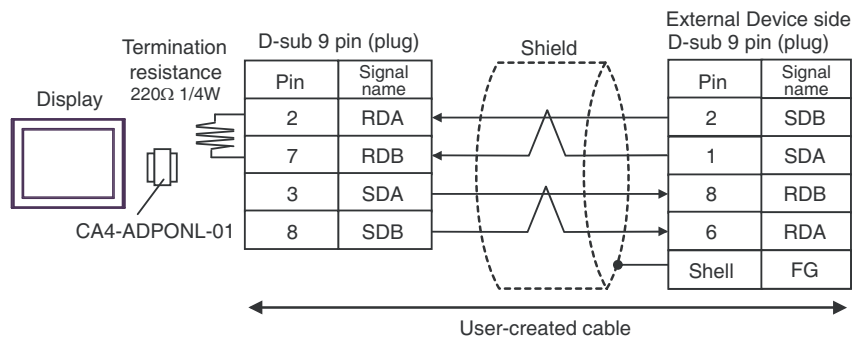 External Device side
D-sub 9 pin (plug)
D-sub 9 pin (plug)
Shield
Termination
resistance
220Ω 1/4W
Display
CA4-ADPONL-01
Pin Signal name
2 RDA
7 RDB
3 SDA
8 SDB
Pin Signal name
2 SDB
1 SDA
8 RDB
6 RDA
Shell FG
User-created cable